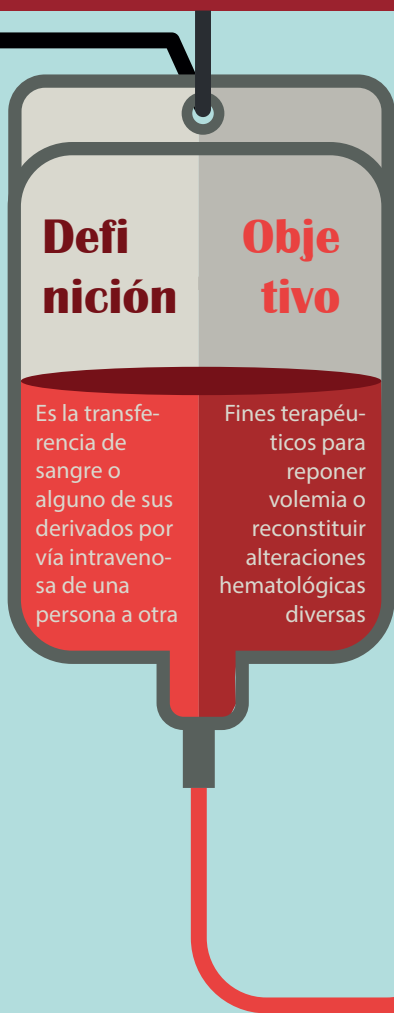 Defi
nición
Es la transfe-
rencia de
sangre o
alguno de sus
derivados por
vía intraveno-
sa de una
persona a otra
Obje
tivo
Fines terapéu-
ticos para
reponer
volemia o
reconstituir
alteraciones
hematológicas
diversas